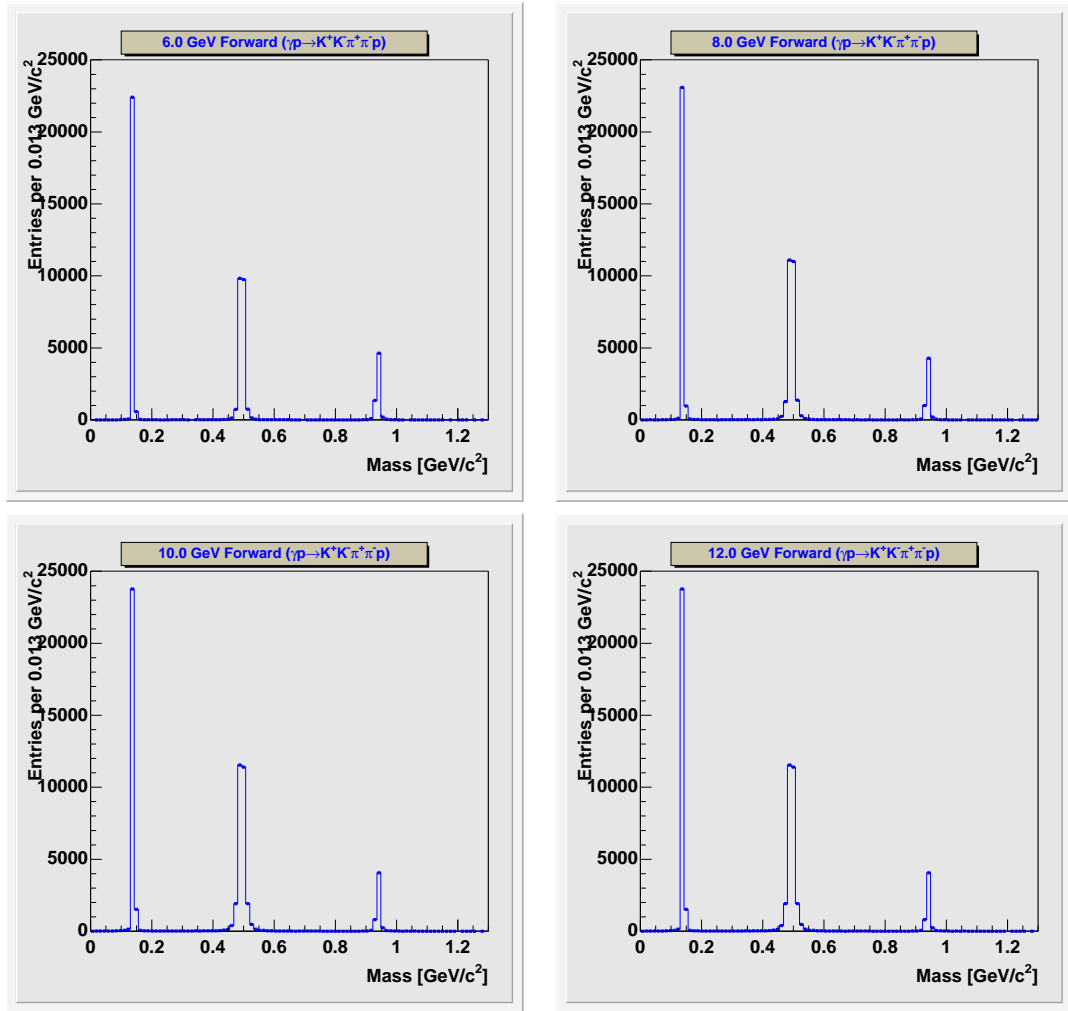 6.0 GeV Forward (γp→K⁺K⁻π⁺π⁻p)
Entries per 0.013 GeV/c²
25000
20000
15000
10000
5000
0
0 0.2 0.4 0.6 0.8 1 1.2
Mass [GeV/c²]
8.0 GeV Forward (γp→K⁺K⁻π⁺π⁻p)
Entries per 0.013 GeV/c²
25000
20000
15000
10000
5000
0
0 0.2 0.4 0.6 0.8 1 1.2
Mass [GeV/c²]
10.0 GeV Forward (γp→K⁺K⁻π⁺π⁻p)
Entries per 0.013 GeV/c²
25000
20000
15000
10000
5000
0
0 0.2 0.4 0.6 0.8 1 1.2
Mass [GeV/c²]
12.0 GeV Forward (γp→K⁺K⁻π⁺π⁻p)
Entries per 0.013 GeV/c²
25000
20000
15000
10000
5000
0
0 0.2 0.4 0.6 0.8 1 1.2
Mass [GeV/c²]